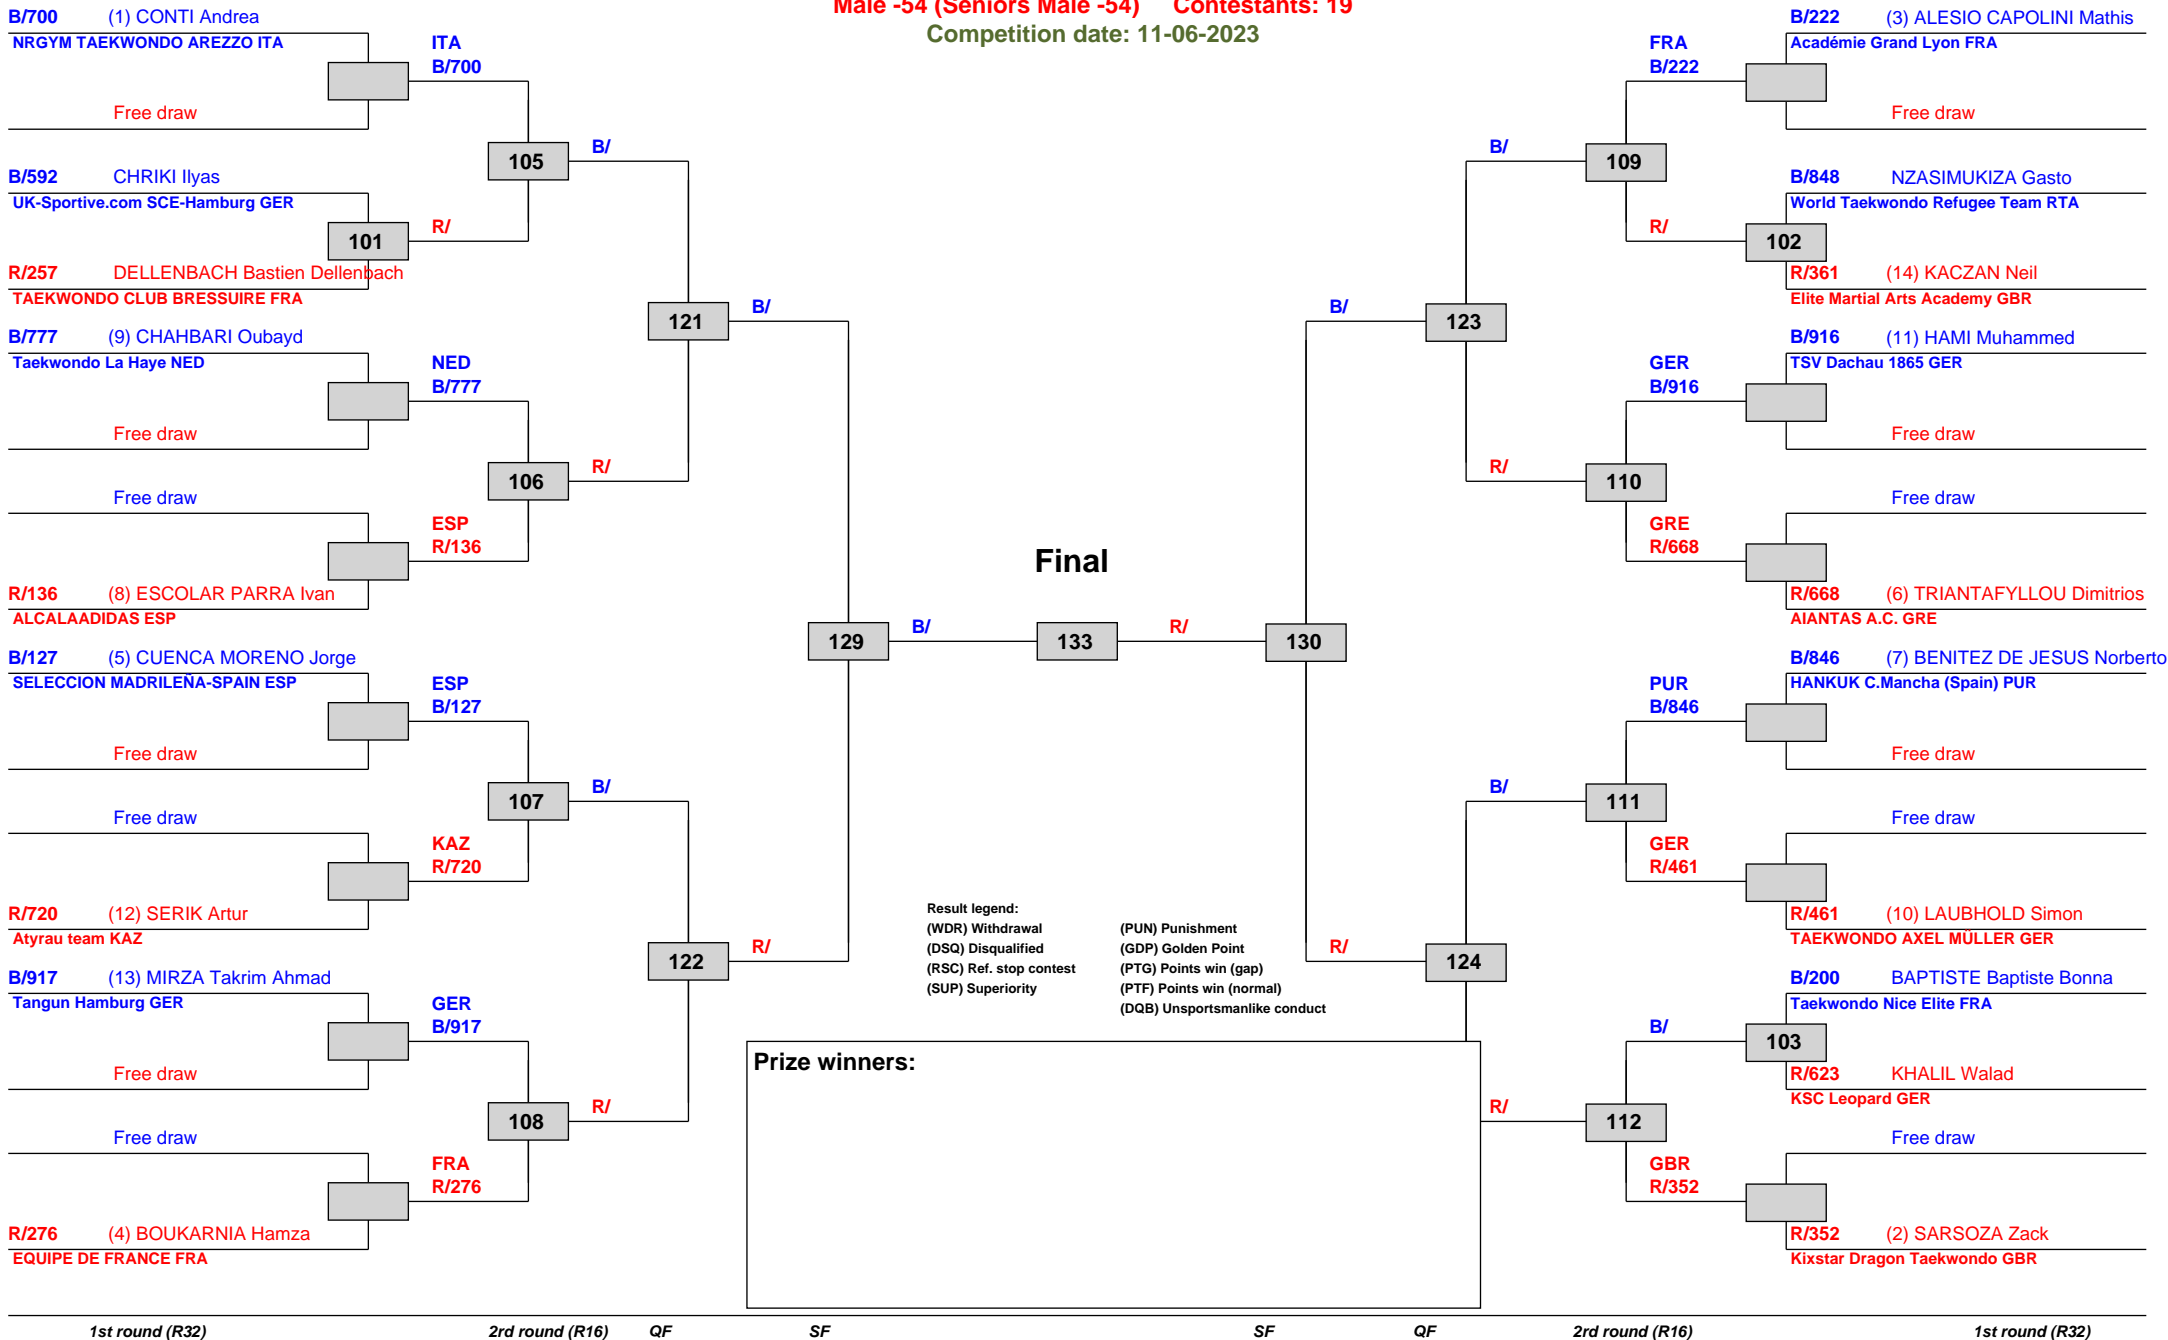 Male -54 (Seniors Male -54) Contestants: 19
Competition date: 11-06-2023
B/700 (1) CONTI Andrea
NRGYM TAEKWONDO AREZZO ITA
ITA
B/700
Free draw
105
B/
B/592 CHRIKI Ilyas
UK-Sportive.com SCE-Hamburg GER
101
R/
R/257 DELLENBACH Bastien Dellenbach
TAEKWONDO CLUB BRESSUIRE FRA
121
B/
B/777 (9) CHAHBARI Oubayd
Taekwondo La Haye NED
NED
B/777
Free draw
106
R/
Free draw
ESP
R/136
R/136 (8) ESCOLAR PARRA Ivan
ALCALAADIDAS ESP
129
B/
B/127 (5) CUENCA MORENO Jorge
SELECCION MADRILEÑA-SPAIN ESP
ESP
B/127
Free draw
107
B/
Free draw
KAZ
R/720
R/720 (12) SERIK Artur
Atyrau team KAZ
122
R/
B/917 (13) MIRZA Takrim Ahmad
Tangun Hamburg GER
GER
B/917
Free draw
108
R/
Free draw
FRA
R/276
R/276 (4) BOUKARNIA Hamza
EQUIPE DE FRANCE FRA
Final
133
R/
130
B/222 (3) ALESIO CAPOLINI Mathis
Académie Grand Lyon FRA
FRA
B/222
Free draw
B/
109
B/848 NZASIMUKIZA Gasto
World Taekwondo Refugee Team RTA
R/
102
R/361 (14) KACZAN Neil
Elite Martial Arts Academy GBR
B/
123
B/916 (11) HAMI Muhammed
TSV Dachau 1865 GER
GER
B/916
Free draw
R/
110
Free draw
GRE
R/668
R/668 (6) TRIANTAFYLLOU Dimitrios
AIANTAS A.C. GRE
B/846 (7) BENITEZ DE JESUS Norberto
HANKUK C.Mancha (Spain) PUR
PUR
B/846
Free draw
B/
111
Free draw
GER
R/461
R/461 (10) LAUBHOLD Simon
TAEKWONDO AXEL MÜLLER GER
R/
124
B/200 BAPTISTE Baptiste Bonna
Taekwondo Nice Elite FRA
B/
103
R/623 KHALIL Walad
KSC Leopard GER
R/
112
Free draw
GBR
R/352
R/352 (2) SARSOZA Zack
Kixstar Dragon Taekwondo GBR
Result legend:
(WDR) Withdrawal (PUN) Punishment
(DSQ) Disqualified (GDP) Golden Point
(RSC) Ref. stop contest (PTG) Points win (gap)
(SUP) Superiority (PTF) Points win (normal)
(DQB) Unsportsmanlike conduct
Prize winners:
1st round (R32) 2rd round (R16) QF SF SF QF 2rd round (R16) 1st round (R32)